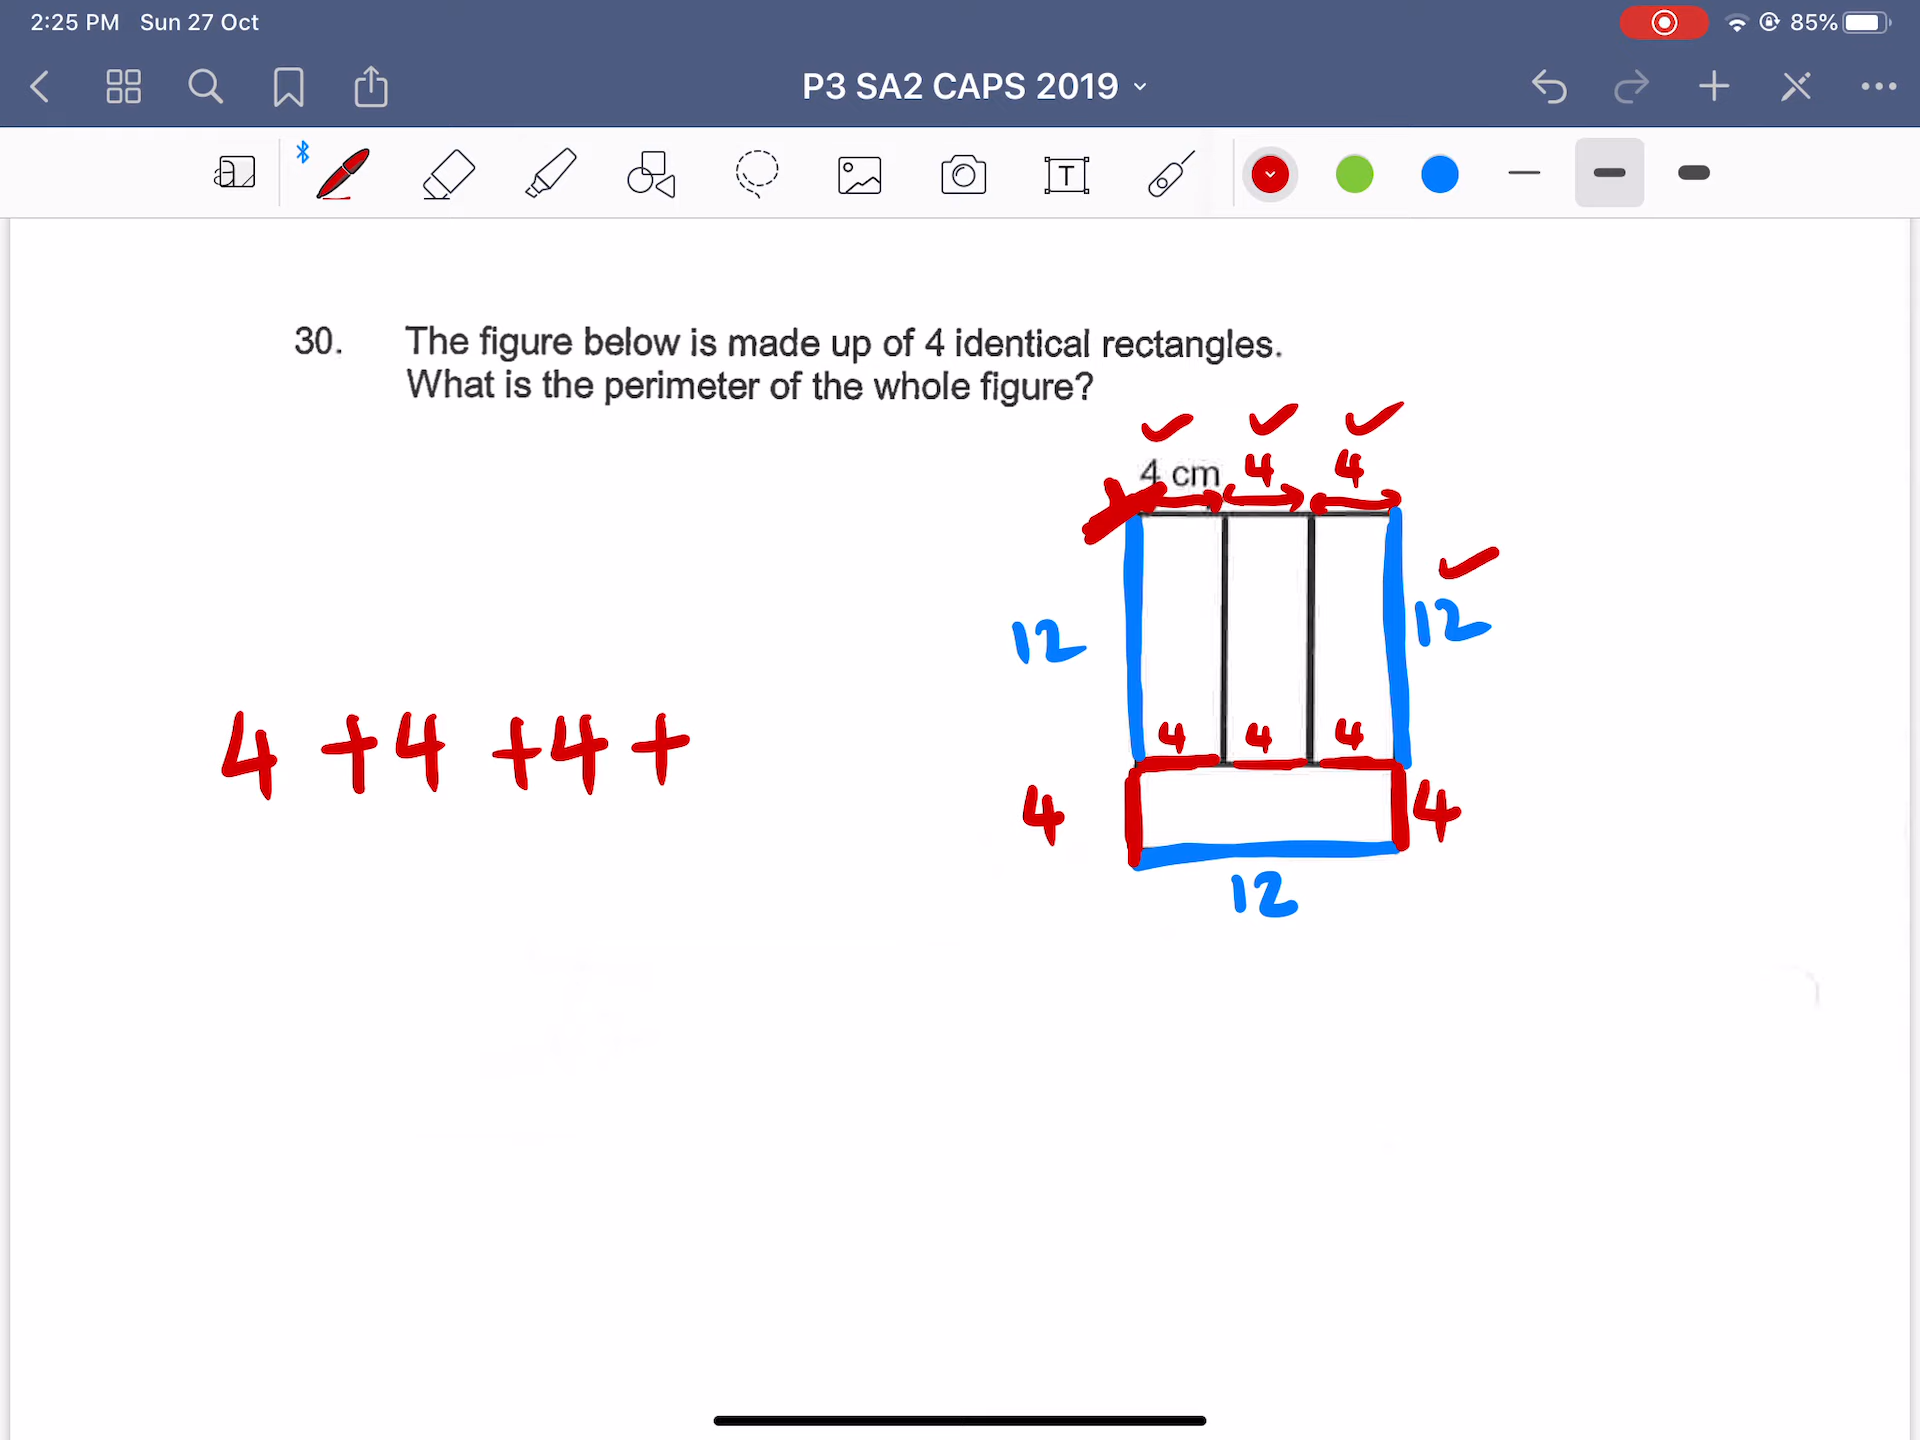 2:25 PM Sun 27 Oct
85%
P3 SA2 CAPS 2019
T
30. The figure below is made up of 4 identical rectangles.
What is the perimeter of the whole figure?
4 cm 4 4
12 12
4 + 4 + 4 +
4 4 4
4 4
12